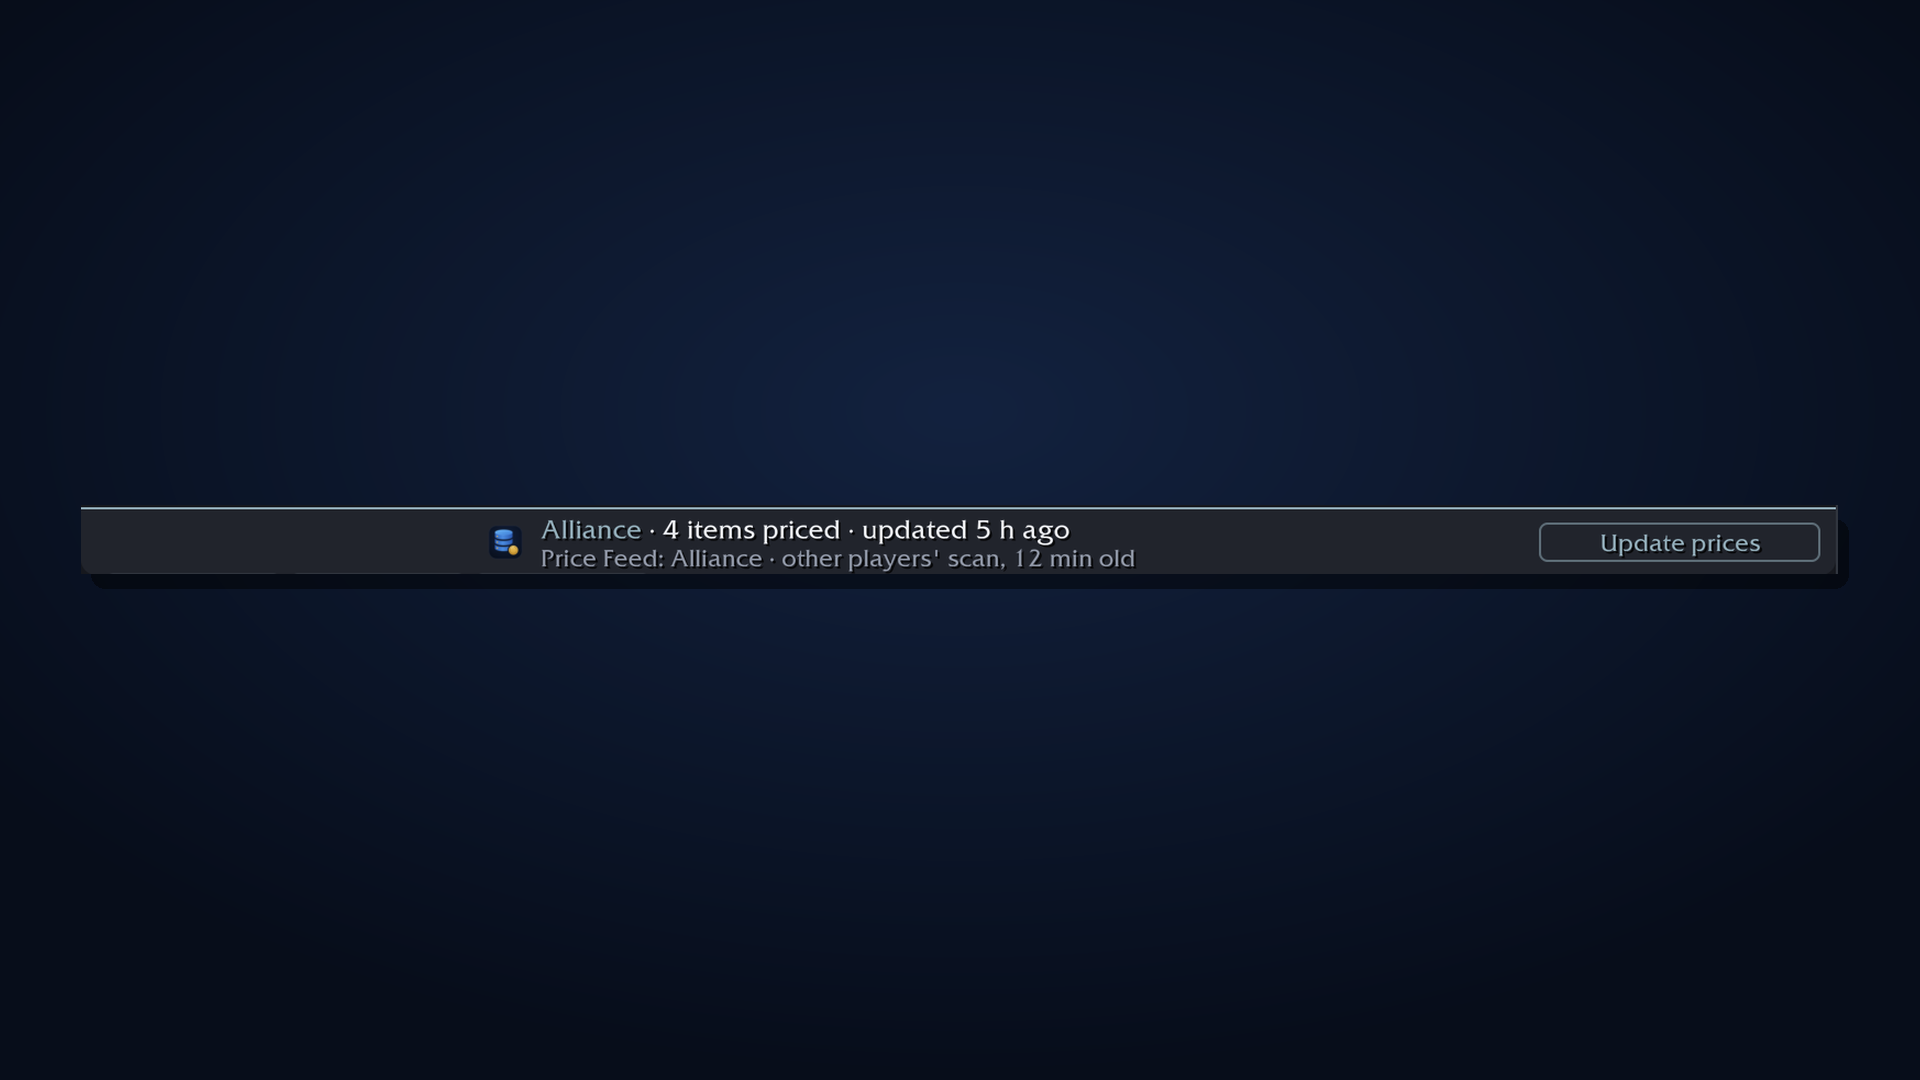 Alliance · 4 items priced · updated 5 h ago
Price Feed: Alliance · other players' scan, 12 min old
Update prices